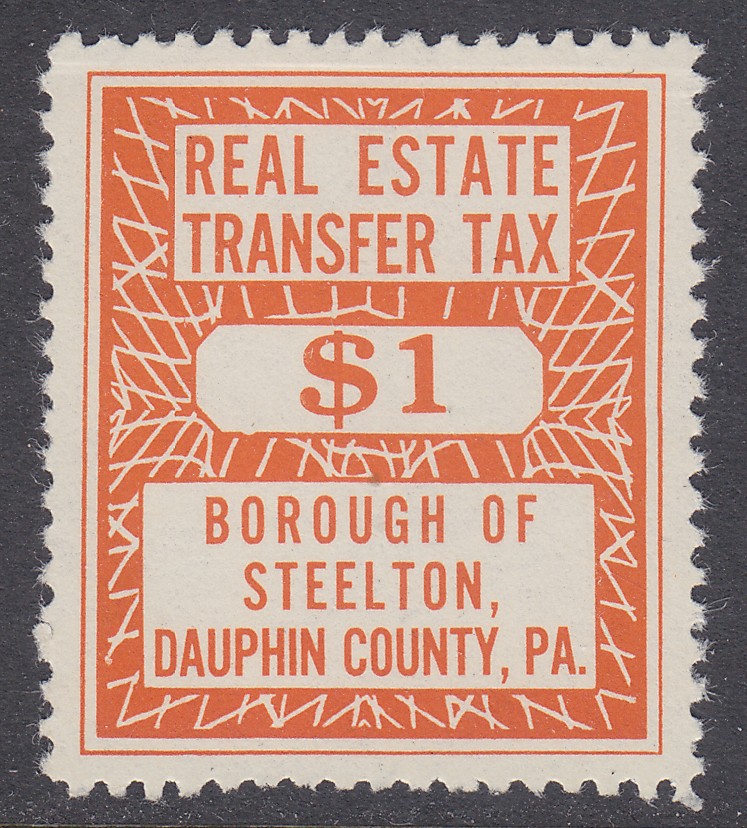 REAL ESTATE
TRANSFER TAX
$1
BOROUGH OF
STEELTON,
DAUPHIN COUNTY, PA.